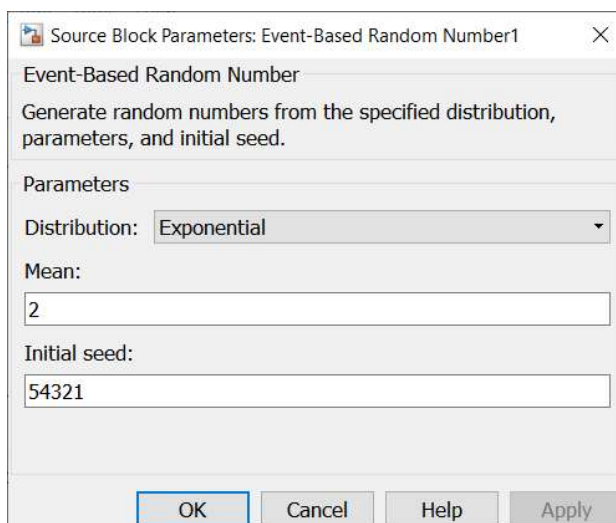 Source Block Parameters: Event-Based Random Number1
Event-Based Random Number
Generate random numbers from the specified distribution,
parameters, and initial seed.
Parameters
Distribution: Exponential
Mean:
2
Initial seed:
54321
OK Cancel Help Apply